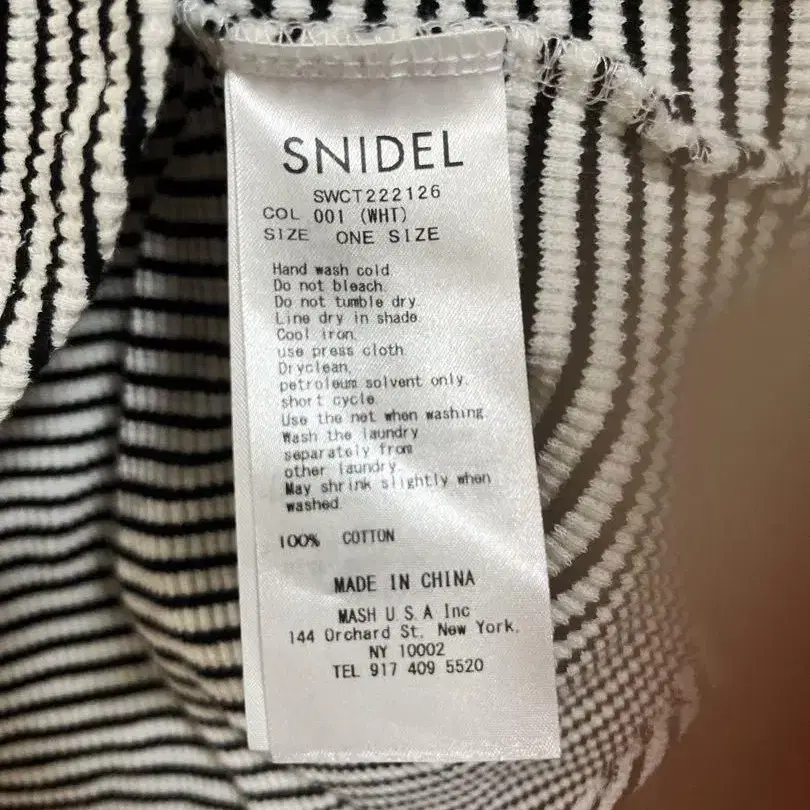 SNIDEL
SWCT222126
COL 001 (WHT)
SIZE ONE SIZE
Hand wash cold.
Do not bleach.
Do not tumble dry.
Line dry in shade.
Cool iron,
use press cloth.
Dryclean,
petroleum solvent only.
short cycle.
Use the net when washing.
Wash the laundry
separately from
other laundry.
May shrink slightly when
washed.
100% COTTON
MADE IN CHINA
MASH U.S.A Inc
144 Orchard St. New York.
NY 10002
TEL 917 409 5520